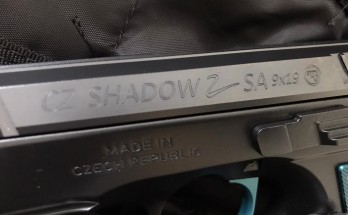 CZ SHADOW 2 SA 9x19
MADE IN
CZECH REPUBLIC